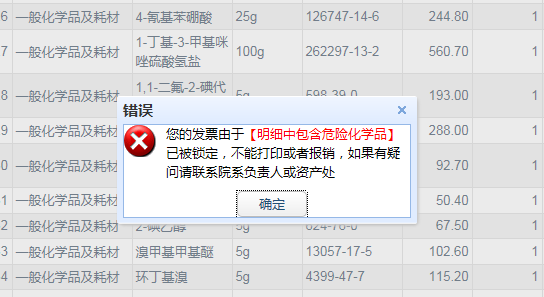 6 一般化学品及耗材 4-氰基苯硼酸 25g 126747-14-6 244.80 1
7 一般化学品及耗材 1-丁基-3-甲基咪唑硫酸氢盐 100g 262297-13-2 560.70 1
8 一般化学品及耗材 1,1-二氟-2-碘代 5g 598-39-0 193.00 1
错误
您的发票由于【明细中包含危险化学品】
已被锁定，不能打印或者报销，如果有疑
问请联系院系负责人或资产处
确定
9 一般化学品及耗材 288.00 1
0 一般化学品及耗材 92.70 1
1 一般化学品及耗材 50.40 1
2 一般化学品及耗材 2-碘乙醇 5g 624-76-0 67.50 1
3 一般化学品及耗材 溴甲基甲基醚 5g 13057-17-5 102.60 1
4 一般化学品及耗材 环丁基溴 5g 4399-47-7 115.20 1